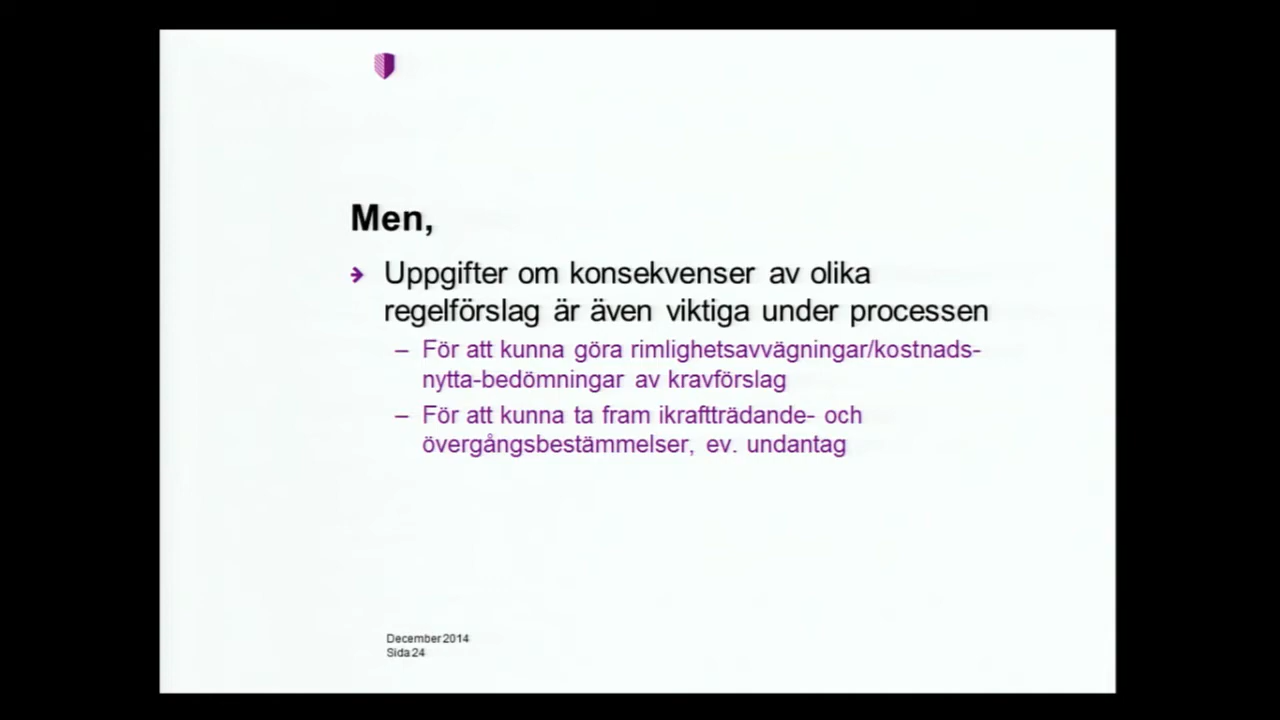 Men,
Uppgifter om konsekvenser av olika
regelförslag är även viktiga under processen
– För att kunna göra rimlighetsavvägningar/kostnads-
nytta-bedömningar av kravförslag
– För att kunna ta fram ikraftträdande- och
övergångsbestämmelser, ev. undantag
December 2014
Sida 24